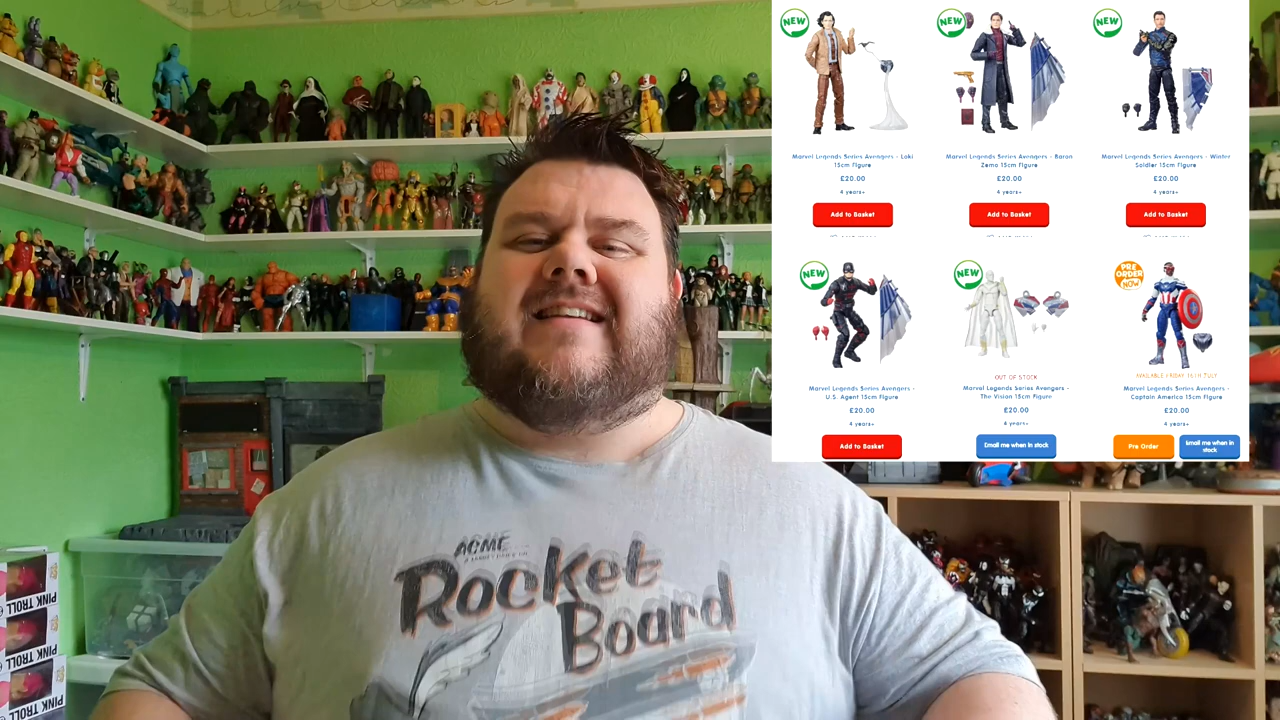 NEW
NEW
NEW
Marvel Legends Series Avengers - Loki
15cm Figure
£20.00
4 years+
Add to Basket
Marvel Legends Series Avengers - Baron
Zemo 15cm Figure
£20.00
4 years+
Add to Basket
Marvel Legends Series Avengers - Winter
Soldier 15cm Figure
£20.00
4 years+
Add to Basket
NEW
Marvel Legends Series Avengers -
U.S. Agent 15cm Figure
£20.00
4 years+
Add to Basket
NEW
OUT OF STOCK
Marvel Legends Series Avengers -
The Vision 15cm Figure
£20.00
4 years+
Email me when in stock
PRE
ORDER
NOW
AVAILABLE FRIDAY 15TH JULY
Marvel Legends Series Avengers -
Captain America 15cm Figure
£20.00
4 years+
Pre Order
Email me when in
stock
ACME
Rocket
Board
PINK TROLL
PINK TROLL
PINK TROLL